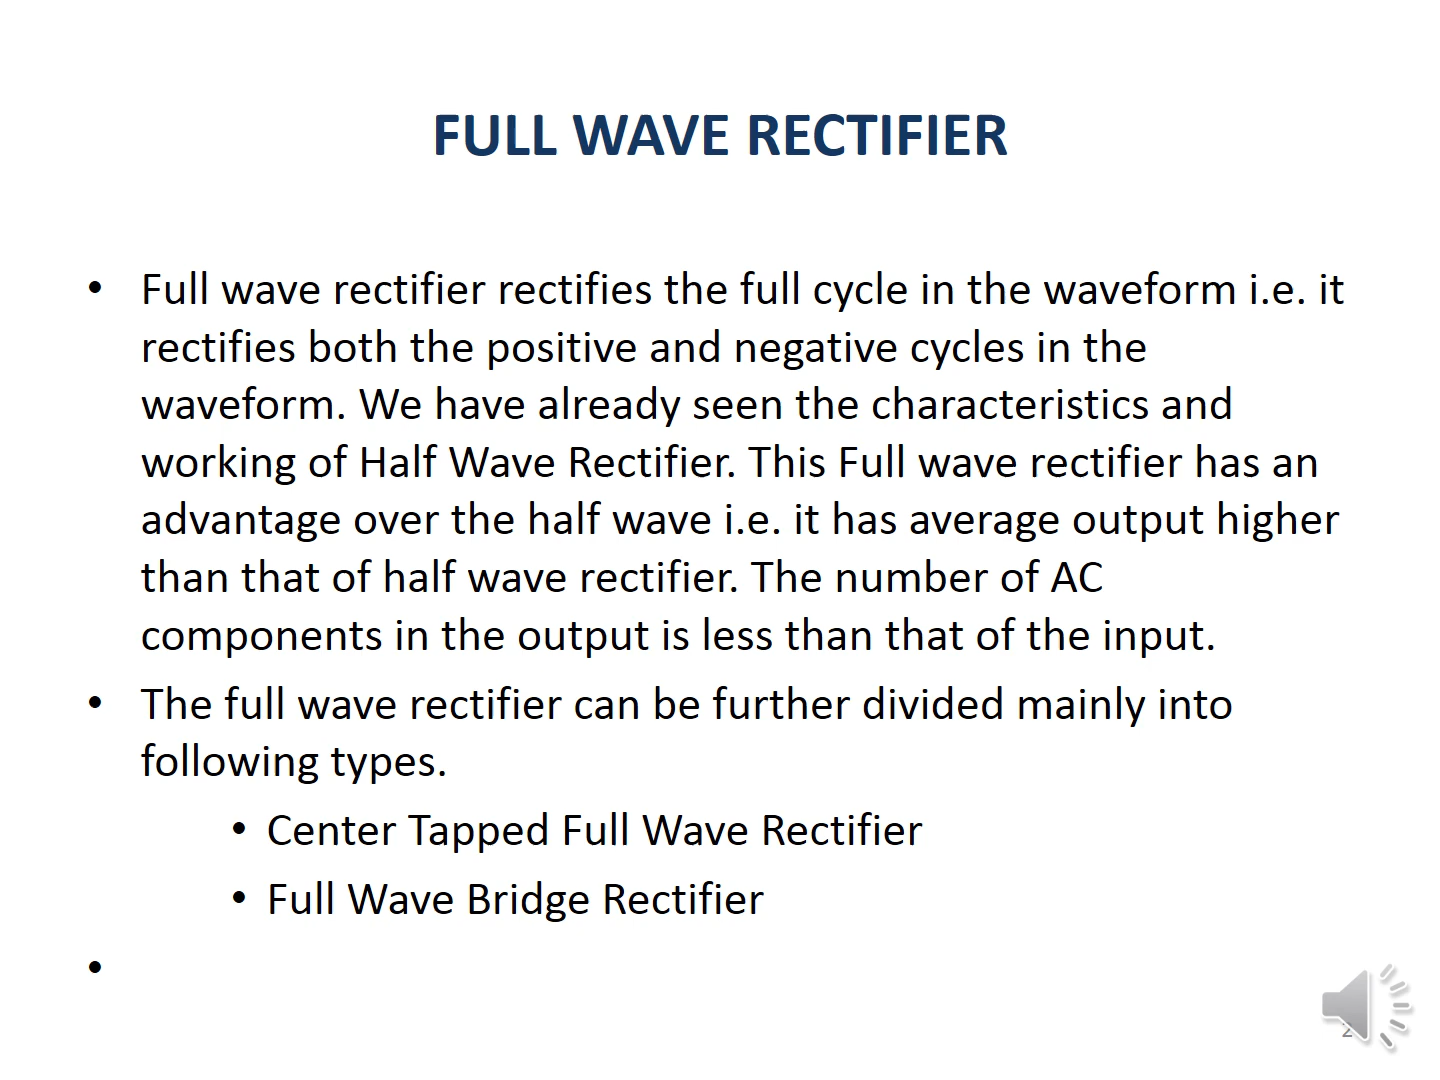 FULL WAVE RECTIFIER
• Full wave rectifier rectifies the full cycle in the waveform i.e. it
rectifies both the positive and negative cycles in the
waveform. We have already seen the characteristics and
working of Half Wave Rectifier. This Full wave rectifier has an
advantage over the half wave i.e. it has average output higher
than that of half wave rectifier. The number of AC
components in the output is less than that of the input.
• The full wave rectifier can be further divided mainly into
following types.
• Center Tapped Full Wave Rectifier
• Full Wave Bridge Rectifier
•
2